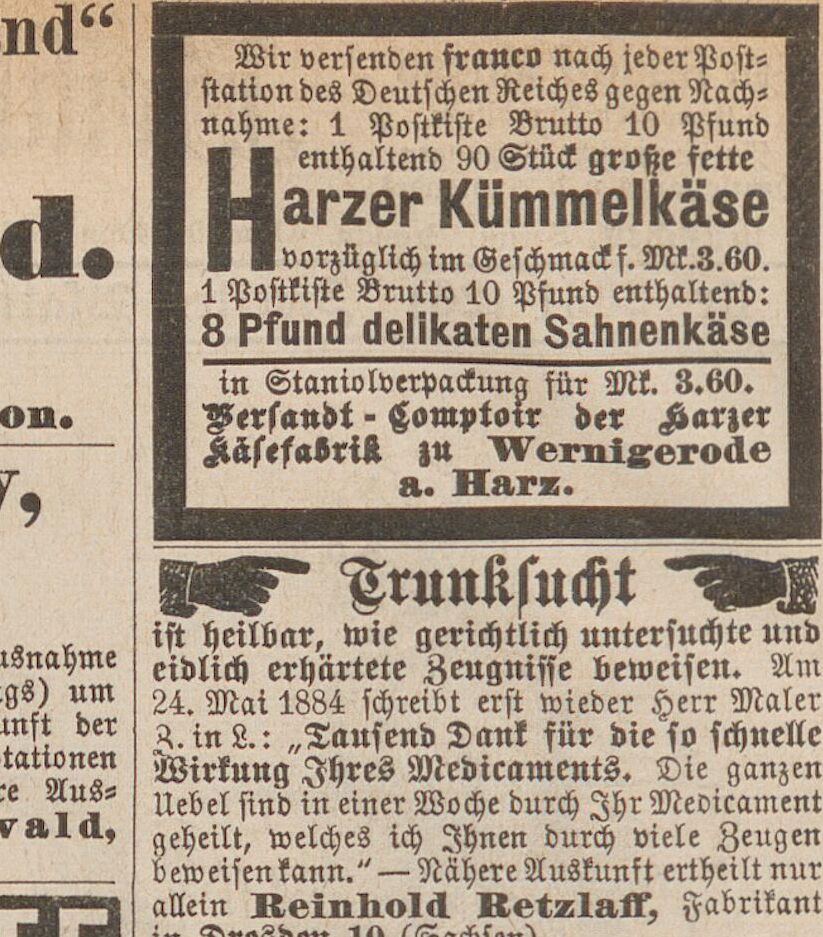 nd“
d.
on.
y,
usnahme
gs) um
unft der
tationen
re Aus-
vald,
Wir versenden franco nach jeder Post-
station des Deutschen Reiches gegen Nach-
nahme: 1 Postkiste Brutto 10 Pfund
enthaltend 90 Stück große fette
Harzer Kümmelkäse
vorzüglich im Geschmack f. Mk. 3.60.
1 Postkiste Brutto 10 Pfund enthaltend:
8 Pfund delikaten Sahnenkäse
in Staniolverpackung für Mk. 3.60.
Versandt-Comptoir der Harzer
Käsefabrik zu Wernigerode
a. Harz.
Trunksucht
ist heilbar, wie gerichtlich untersuchte und
eidlich erhärtete Zeugnisse beweisen. Am
24. Mai 1884 schreibt erst wieder Herr Maler
Z. in L.: „Tausend Dank für die so schnelle
Wirkung Ihres Medicaments. Die ganzen
Uebel sind in einer Woche durch Ihr Medicament
geheilt, welches ich Ihnen durch viele Zeugen
beweisen kann.“ — Nähere Auskunft ertheilt nur
allein Reinhold Retzlaff, Fabrikant
in Dresden 10 (Sachsen)